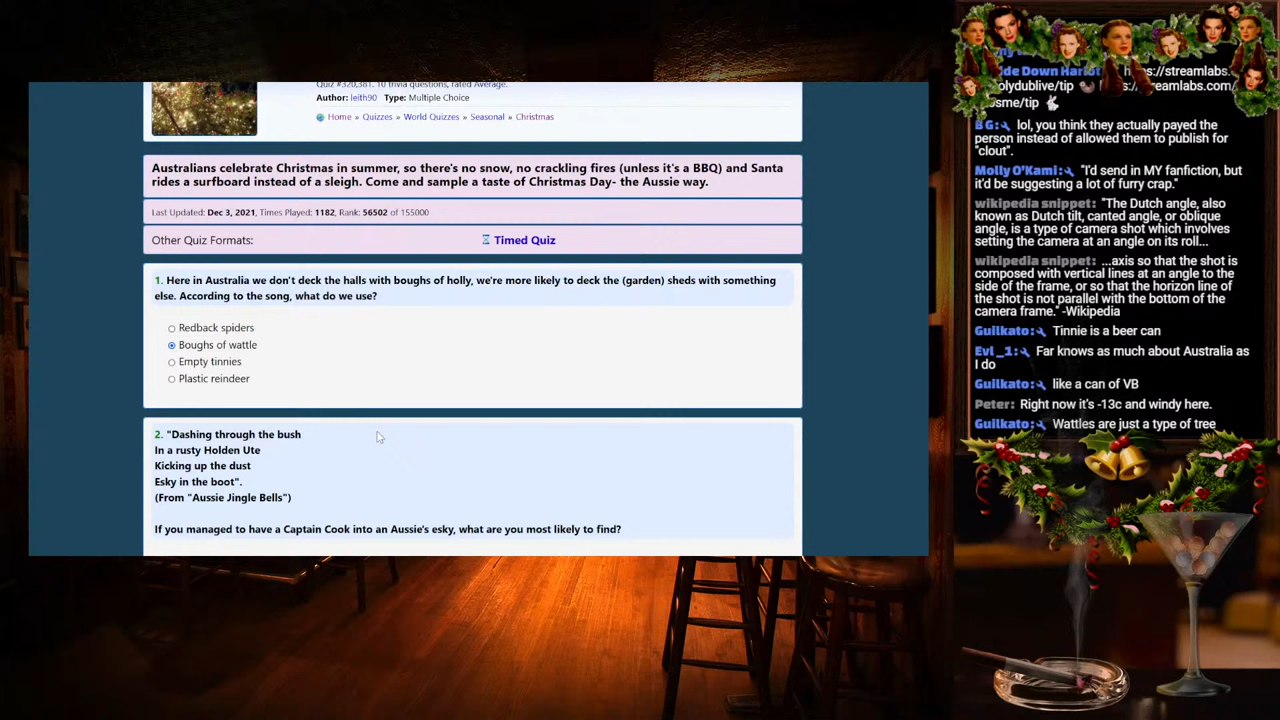 Quiz #320,381. 10 trivia questions, rated Average.
Author: leith90 Type: Multiple Choice
Home » Quizzes » World Quizzes » Seasonal » Christmas
Australians celebrate Christmas in summer, so there's no snow, no crackling fires (unless it's a BBQ) and Santa
rides a surfboard instead of a sleigh. Come and sample a taste of Christmas Day- the Aussie way.
Last Updated: Dec 3, 2021, Times Played: 1182, Rank: 56502 of 155000
Other Quiz Formats:
Timed Quiz
1. Here in Australia we don't deck the halls with boughs of holly, we're more likely to deck the (garden) sheds with something
else. According to the song, what do we use?
Redback spiders
Boughs of wattle
Empty tinnies
Plastic reindeer
2. "Dashing through the bush
In a rusty Holden Ute
Kicking up the dust
Esky in the boot".
(From "Aussie Jingle Bells")
If you managed to have a Captain Cook into an Aussie's esky, what are you most likely to find?
https://streamlabs.
olydublive/tip
B G: lol, you think they actually payed the
person instead of allowed them to publish for
"clout".
Molly O'Kami: "I'd send in MY fanfiction, but
it'd be suggesting a lot of furry crap."
wikipedia snippet: "The Dutch angle, also
known as Dutch tilt, canted angle, or oblique
angle, is a type of camera shot which involves
setting the camera at an angle on its roll...
wikipedia snippet: ...axis so that the shot is
composed with vertical lines at an angle to the
side of the frame, or so that the horizon line of
the shot is not parallel with the bottom of the
camera frame." -Wikipedia
Guilkato: Tinnie is a beer can
Evl _1: Far knows as much about Australia as
I do
Guilkato: like a can of VB
Peter: Right now it's -13c and windy here.
Guilkato: Wattles are just a type of tree